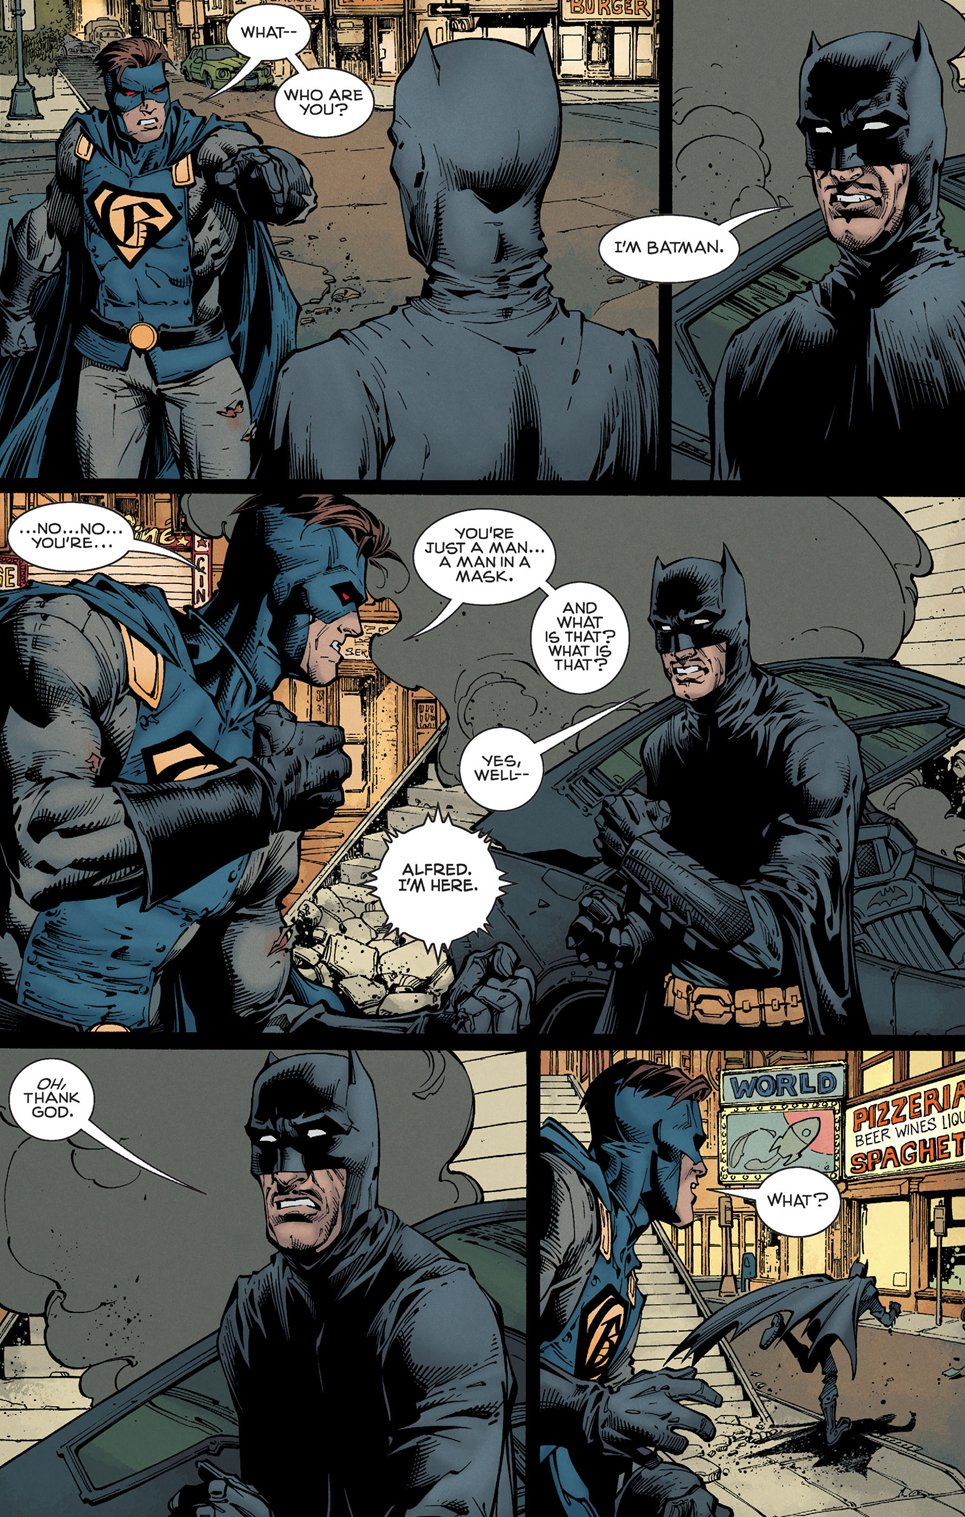 BURGER
WHAT--
WHO ARE
YOU?
I'M BATMAN.
...NO...NO...
YOU'RE...
YOU'RE
JUST A MAN...
A MAN IN A
MASK.
AND
WHAT
IS THAT?
WHAT IS
THAT?
YES,
WELL--
ALFRED.
I'M HERE.
OH,
THANK
GOD.
WORLD
PIZZERIA
BEER WINES LIQU
SPAGHET
WHAT?